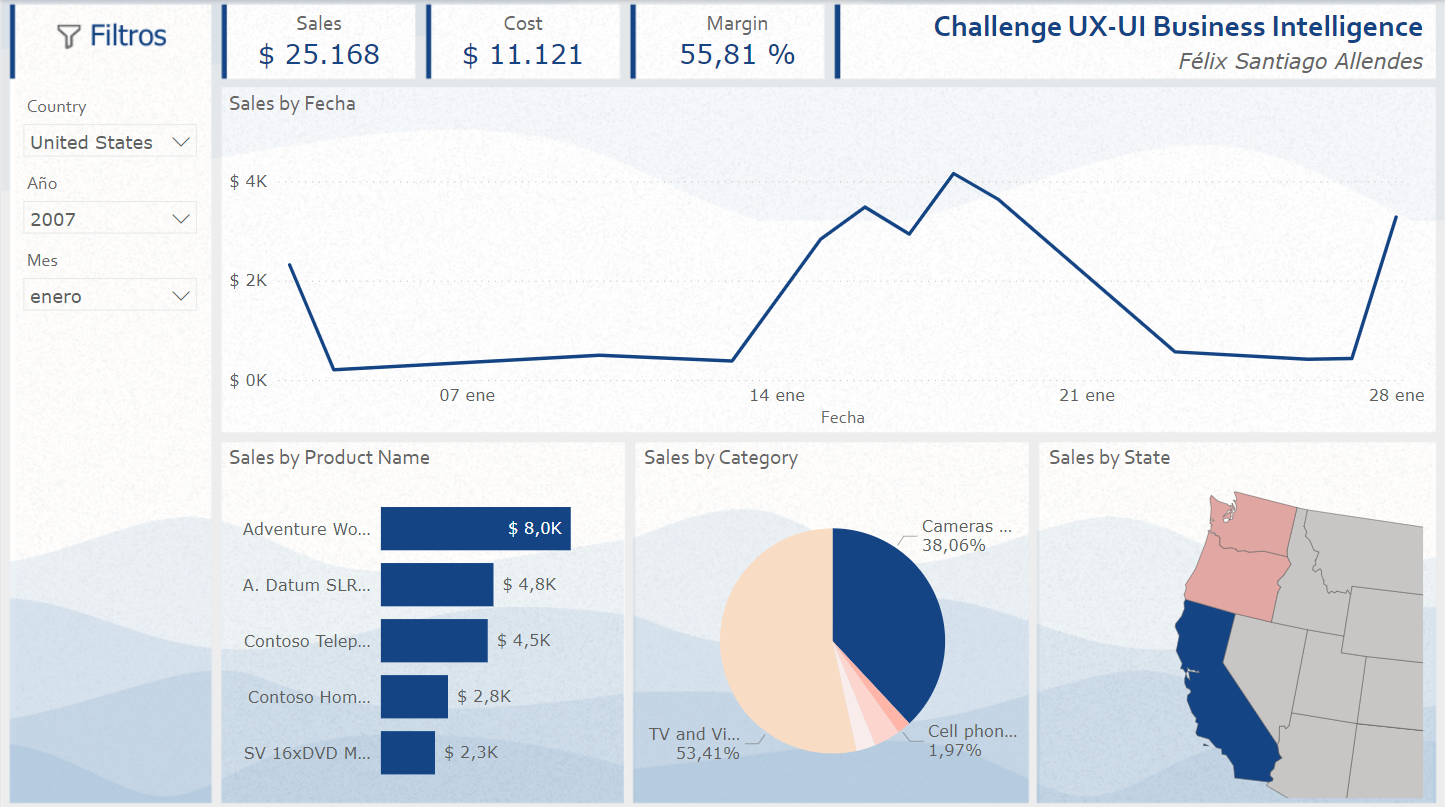 Filtros
Sales
$ 25.168
Cost
$ 11.121
Margin
55,81 %
Challenge UX-UI Business Intelligence
Félix Santiago Allendes
Country
United States
Año
2007
Mes
enero
Sales by Fecha
$ 4K
$ 2K
$ 0K
07 ene
14 ene
21 ene
28 ene
Fecha
Sales by Product Name
Adventure Wo...
$ 8,0K
A. Datum SLR...
$ 4,8K
Contoso Telep...
$ 4,5K
Contoso Hom...
$ 2,8K
SV 16xDVD M...
$ 2,3K
Sales by Category
Cameras ...
38,06%
TV and Vi...
53,41%
Cell phon...
1,97%
Sales by State